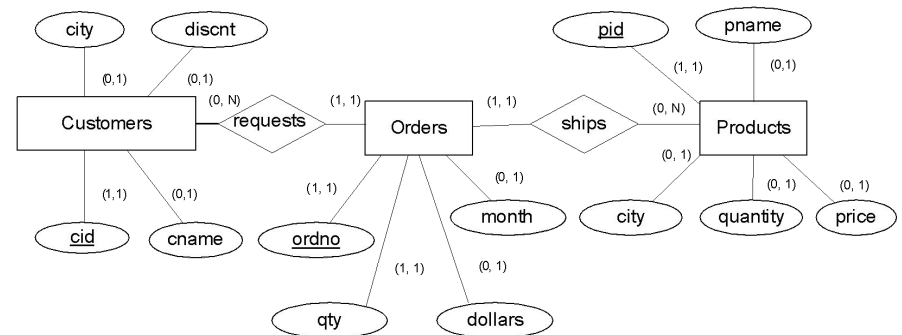 city
discnt
pid
pname
(0,1)
(0,1)
(1, 1)
(0,1)
(0, N)
(1, 1)
(1, 1)
(0, N)
Customers
requests
Orders
ships
Products
(1,1)
(0,1)
(1, 1)
(0, 1)
(0, 1)
(0, 1)
(0, 1)
cid
cname
ordno
month
city
quantity
price
(1, 1)
(0, 1)
qty
dollars